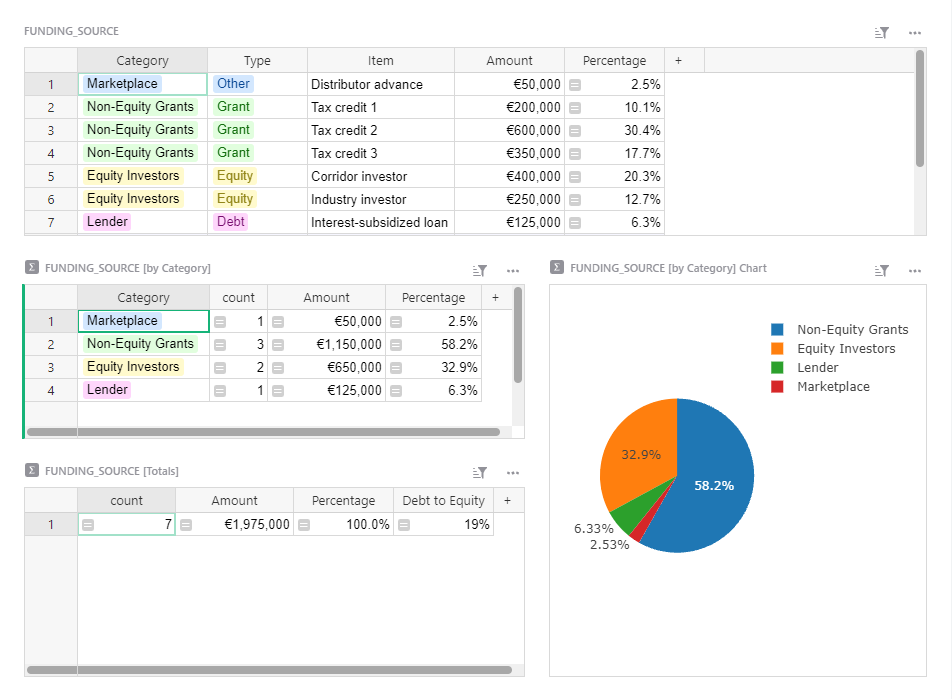 FUNDING_SOURCE
Category Type Item Amount Percentage +
1 Marketplace Other Distributor advance €50,000 = 2.5%
2 Non-Equity Grants Grant Tax credit 1 €200,000 = 10.1%
3 Non-Equity Grants Grant Tax credit 2 €600,000 = 30.4%
4 Non-Equity Grants Grant Tax credit 3 €350,000 = 17.7%
5 Equity Investors Equity Corridor investor €400,000 = 20.3%
6 Equity Investors Equity Industry investor €250,000 = 12.7%
7 Lender Debt Interest-subsidized loan €125,000 = 6.3%
Σ FUNDING_SOURCE [by Category]
Category count Amount Percentage +
1 Marketplace = 1 = €50,000 = 2.5%
2 Non-Equity Grants = 3 = €1,150,000 = 58.2%
3 Equity Investors = 2 = €650,000 = 32.9%
4 Lender = 1 = €125,000 = 6.3%
Σ FUNDING_SOURCE [Totals]
count Amount Percentage Debt to Equity +
1 = 7 = €1,975,000 = 100.0% = 19%
Σ FUNDING_SOURCE [by Category] Chart
Non-Equity Grants
Equity Investors
Lender
Marketplace
32.9%
58.2%
6.33%
2.53%